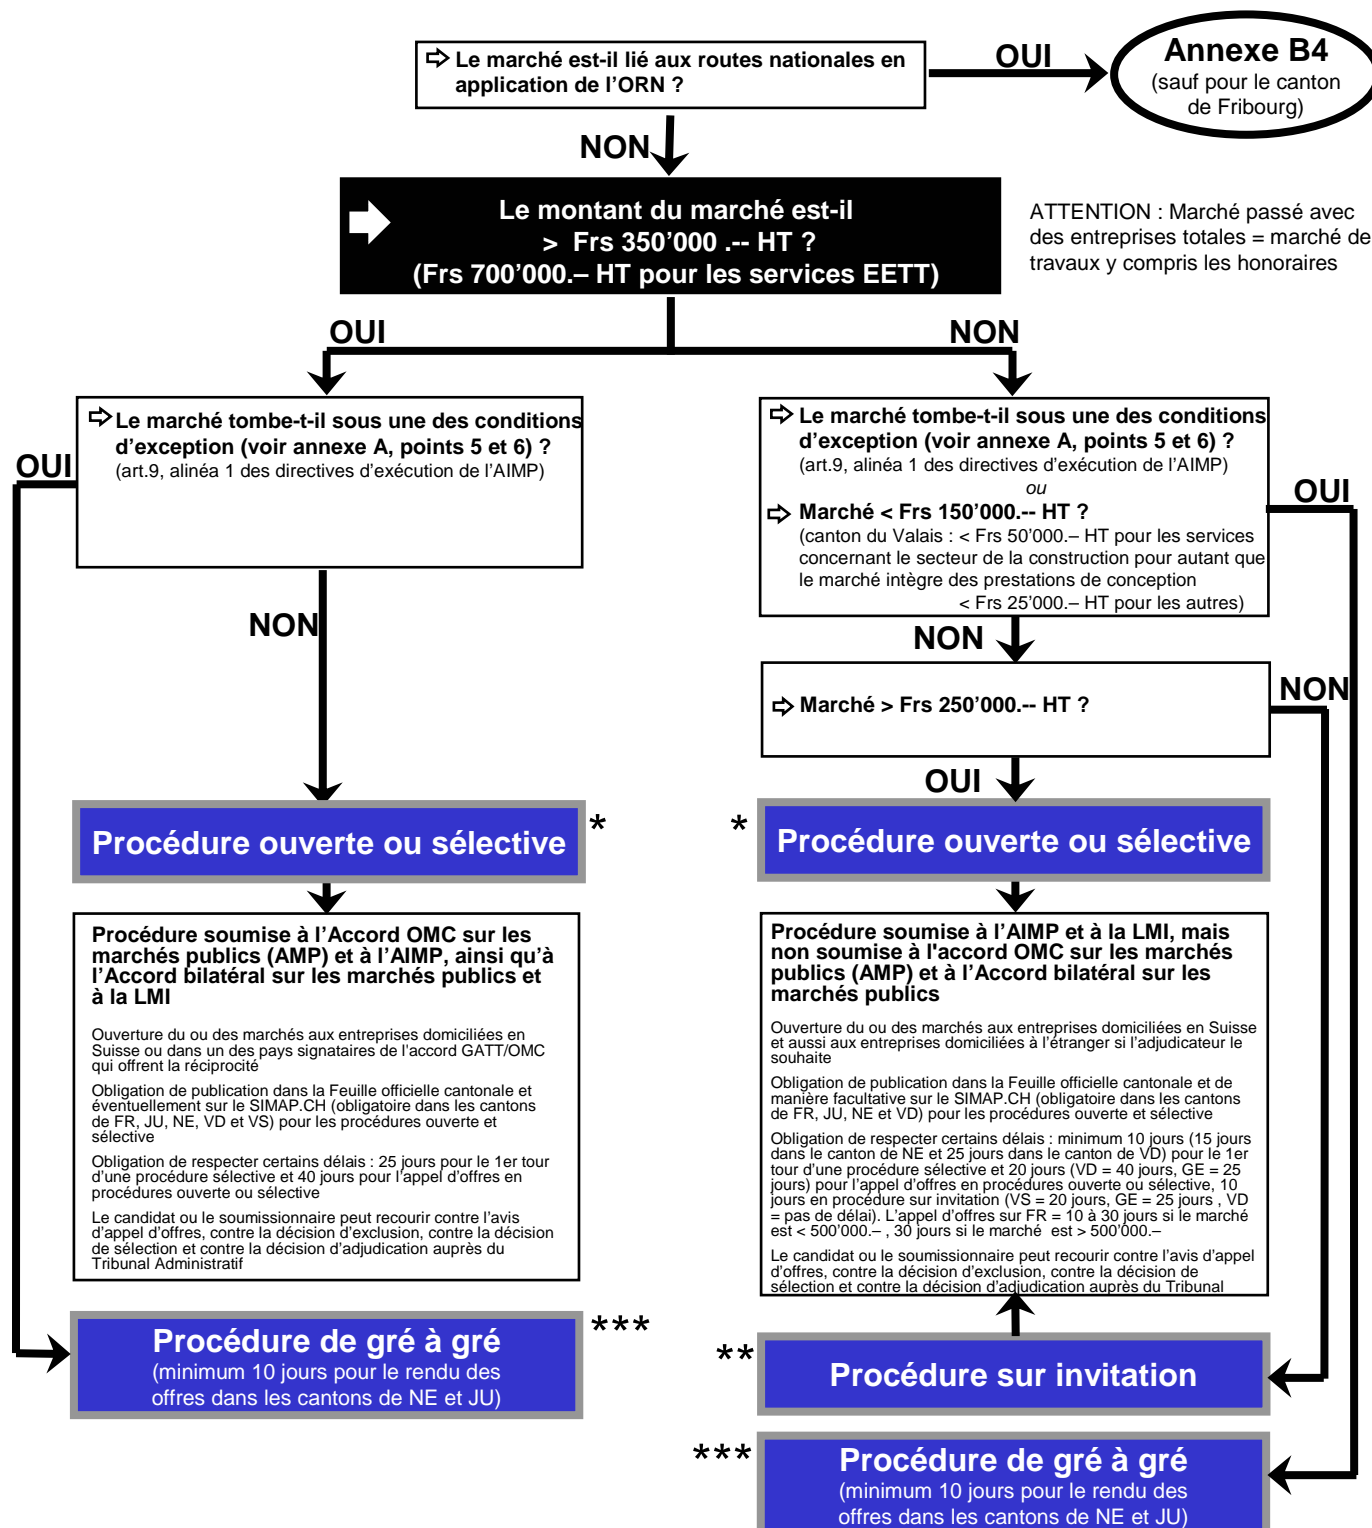 Le marché est-il lié aux routes nationales en
application de l’ORN ?
OUI
Annexe B4
(sauf pour le canton
de Fribourg)
NON
Le montant du marché est-il
> Frs 350’000 .-- HT ?
(Frs 700’000.– HT pour les services EETT)
ATTENTION : Marché passé avec
des entreprises totales = marché de
travaux y compris les honoraires
OUI
NON
Le marché tombe-t-il sous une des conditions
d’exception (voir annexe A, points 5 et 6) ?
(art.9, alinéa 1 des directives d’exécution de l’AIMP)
OUI
NON
Le marché tombe-t-il sous une des conditions
d’exception (voir annexe A, points 5 et 6) ?
(art.9, alinéa 1 des directives d’exécution de l’AIMP)
ou
Marché < Frs 150’000.-- HT ?
(canton du Valais : < Frs 50’000.– HT pour les services
concernant le secteur de la construction pour autant que
le marché intègre des prestations de conception
< Frs 25’000.– HT pour les autres)
OUI
NON
Marché > Frs 250’000.-- HT ?
NON
OUI
Procédure ouverte ou sélective
*
*
Procédure ouverte ou sélective
Procédure soumise à l’Accord OMC sur les
marchés publics (AMP) et à l’AIMP, ainsi qu’à
l’Accord bilatéral sur les marchés publics et
à la LMI
Ouverture du ou des marchés aux entreprises domiciliées en
Suisse ou dans un des pays signataires de l’accord GATT/OMC
qui offrent la réciprocité
Obligation de publication dans la Feuille officielle cantonale et
éventuellement sur le SIMAP.CH (obligatoire dans les cantons
de FR, JU, NE, VD et VS) pour les procédures ouverte et
sélective
Obligation de respecter certains délais : 25 jours pour le 1er tour
d’une procédure sélective et 40 jours pour l’appel d’offres en
procédures ouverte ou sélective
Le candidat ou le soumissionnaire peut recourir contre l’avis
d’appel d’offres, contre la décision d’exclusion, contre la décision
de sélection et contre la décision d’adjudication auprès du
Tribunal Administratif
Procédure soumise à l’AIMP et à la LMI, mais
non soumise à l'accord OMC sur les marchés
publics (AMP) et à l’Accord bilatéral sur les
marchés publics
Ouverture du ou des marchés aux entreprises domiciliées en Suisse
et aussi aux entreprises domiciliées à l’étranger si l’adjudicateur le
souhaite
Obligation de publication dans la Feuille officielle cantonale et de
manière facultative sur le SIMAP.CH (obligatoire dans les cantons
de FR, JU, NE et VD) pour les procédures ouverte et sélective
Obligation de respecter certains délais : minimum 10 jours (15 jours
dans le canton de NE et 25 jours dans le canton de VD) pour le 1er
tour d’une procédure sélective et 20 jours (VD = 40 jours, GE = 25
jours) pour l’appel d’offres en procédures ouverte ou sélective, 10
jours en procédure sur invitation (VS = 20 jours, GE = 25 jours , VD
= pas de délai). L’appel d’offres sur FR = 10 à 30 jours si le marché
est < 500’000.– , 30 jours si le marché est > 500’000.–
Le candidat ou le soumissionnaire peut recourir contre l’avis d’appel
d’offres, contre la décision d’exclusion, contre la décision de
sélection et contre la décision d’adjudication auprès du Tribunal
Procédure de gré à gré
(minimum 10 jours pour le rendu des
offres dans les cantons de NE et JU)
***
**
Procédure sur invitation
***
Procédure de gré à gré
(minimum 10 jours pour le rendu des
offres dans les cantons de NE et JU)